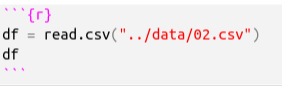 ```{r}
df = read.csv("../data/02.csv")
df
```